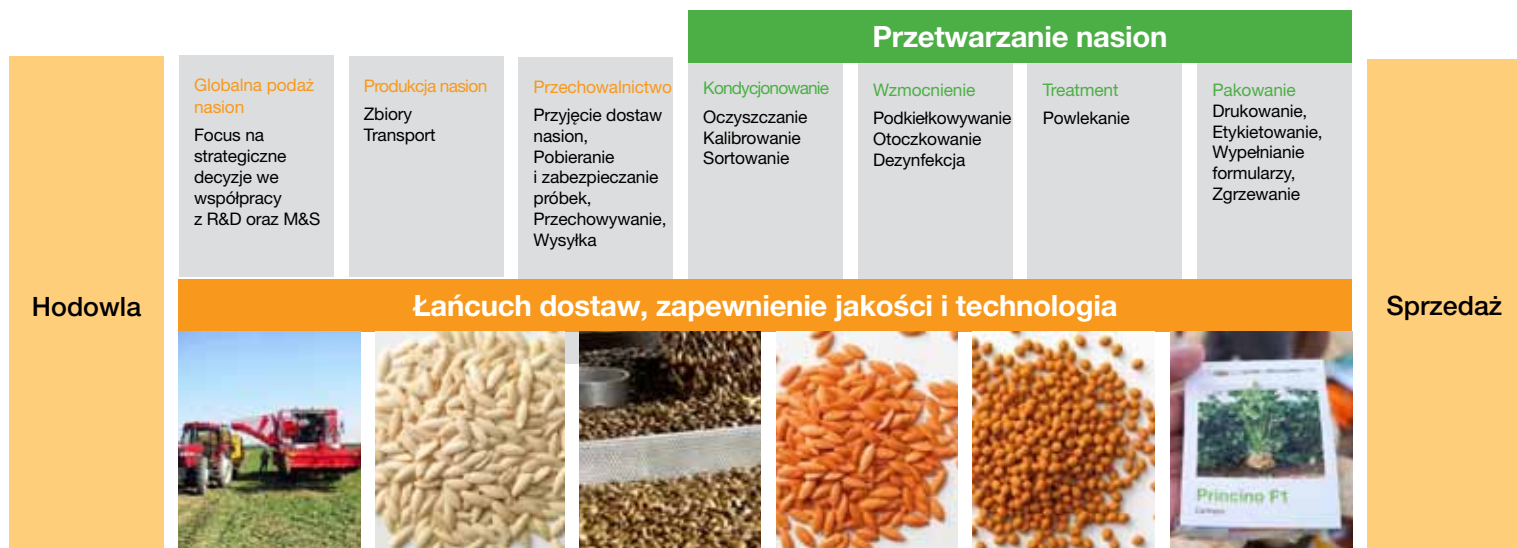 Przetwarzanie nasion
Hodowla
Globalna podaż
nasion
Focus na
strategiczne
decyzje we
współpracy
z R&D oraz M&S
Produkcja nasion
Zbiory
Transport
Przechowalnictwo
Przyjęcie dostaw
nasion,
Pobieranie
i zabezpieczanie
próbek,
Przechowywanie,
Wysyłka
Kondycjonowanie
Oczyszczanie
Kalibrowanie
Sortowanie
Wzmocnienie
Podkiełkowywanie
Otoczkowanie
Dezynfekcja
Treatment
Powlekanie
Pakowanie
Drukowanie,
Etykietowanie,
Wypełnianie
formularzy,
Zgrzewanie
Sprzedaż
Łańcuch dostaw, zapewnienie jakości i technologia
Princino F1